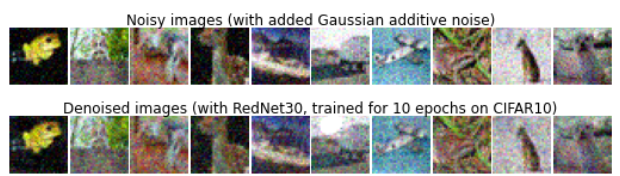 Noisy images (with added Gaussian additive noise)
Denoised images (with RedNet30, trained for 10 epochs on CIFAR10)